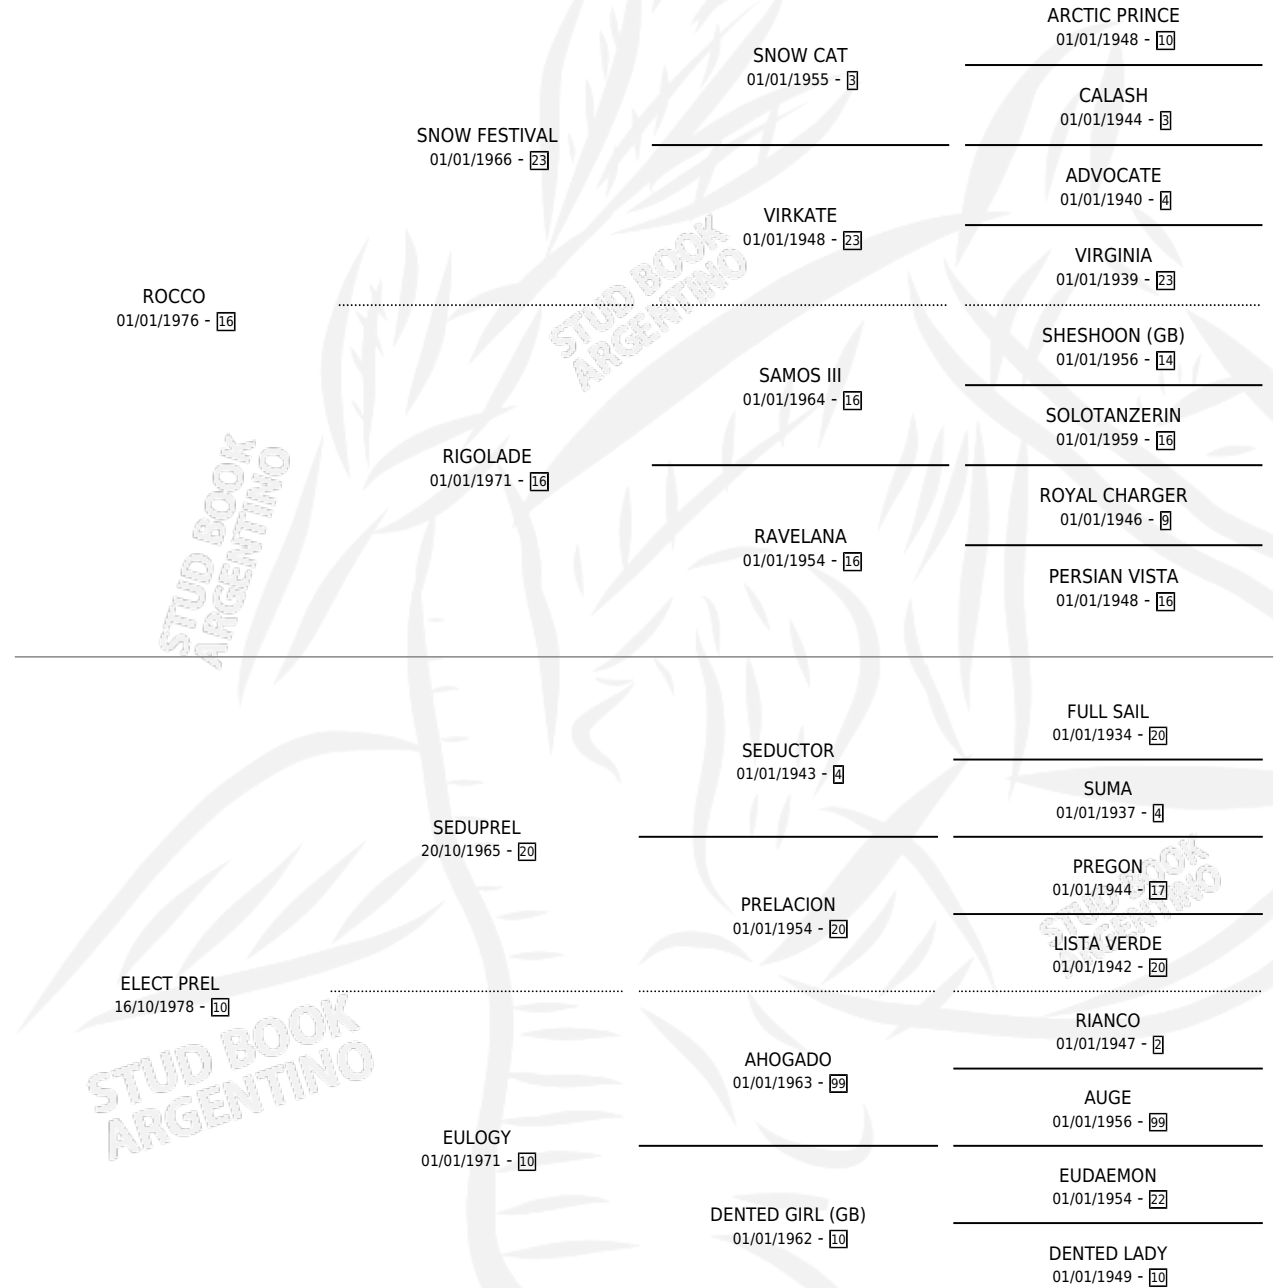 ARCTIC PRINCE
01/01/1948 - 10
SNOW CAT
01/01/1955 - 3
CALASH
01/01/1944 - 3
SNOW FESTIVAL
01/01/1966 - 23
ADVOCATE
01/01/1940 - 4
VIRKATE
01/01/1948 - 23
VIRGINIA
01/01/1939 - 23
STUD BOOK
ARGENTINO
ROCCO
01/01/1976 - 16
SHESHOON (GB)
01/01/1956 - 14
SAMOS III
01/01/1964 - 16
SOLOTANZERIN
01/01/1959 - 16
RIGOLADE
01/01/1971 - 16
ROYAL CHARGER
01/01/1946 - 9
RAVELANA
01/01/1954 - 16
PERSIAN VISTA
01/01/1948 - 16
STUD BOOK
ARGENTINO
FULL SAIL
01/01/1934 - 20
SEDUCTOR
01/01/1943 - 4
SUMA
01/01/1937 - 4
SEDUPREL
20/10/1965 - 20
PREGON
01/01/1944 - 17
PRELACION
01/01/1954 - 20
LISTA VERDE
01/01/1942 - 20
STUD BOOK
ARGENTINO
ELECT PREL
16/10/1978 - 10
RIANCO
01/01/1947 - 2
AHOGADO
01/01/1963 - 99
AUGE
01/01/1956 - 99
STUD BOOK
ARGENTINO
EULOGY
01/01/1971 - 10
EUDAEMON
01/01/1954 - 22
DENTED GIRL (GB)
01/01/1962 - 10
DENTED LADY
01/01/1949 - 10